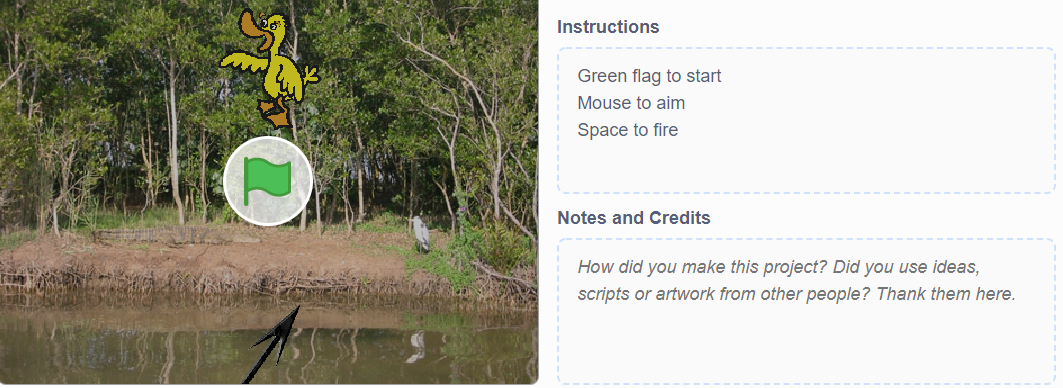 Instructions
Green flag to start
Mouse to aim
Space to fire
Notes and Credits
How did you make this project? Did you use ideas,
scripts or artwork from other people? Thank them here.